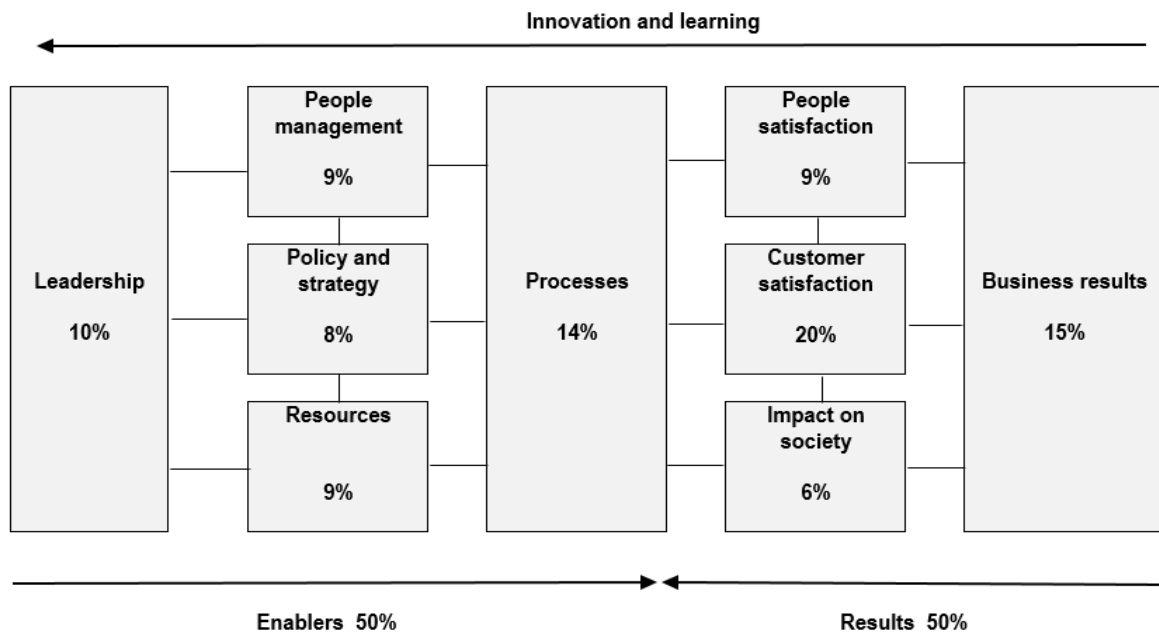 Innovation and learning
People
management
9%
People
satisfaction
9%
Leadership
10%
Policy and
strategy
8%
Processes
14%
Customer
satisfaction
20%
Business results
15%
Resources
9%
Impact on
society
6%
Enablers 50%
Results 50%